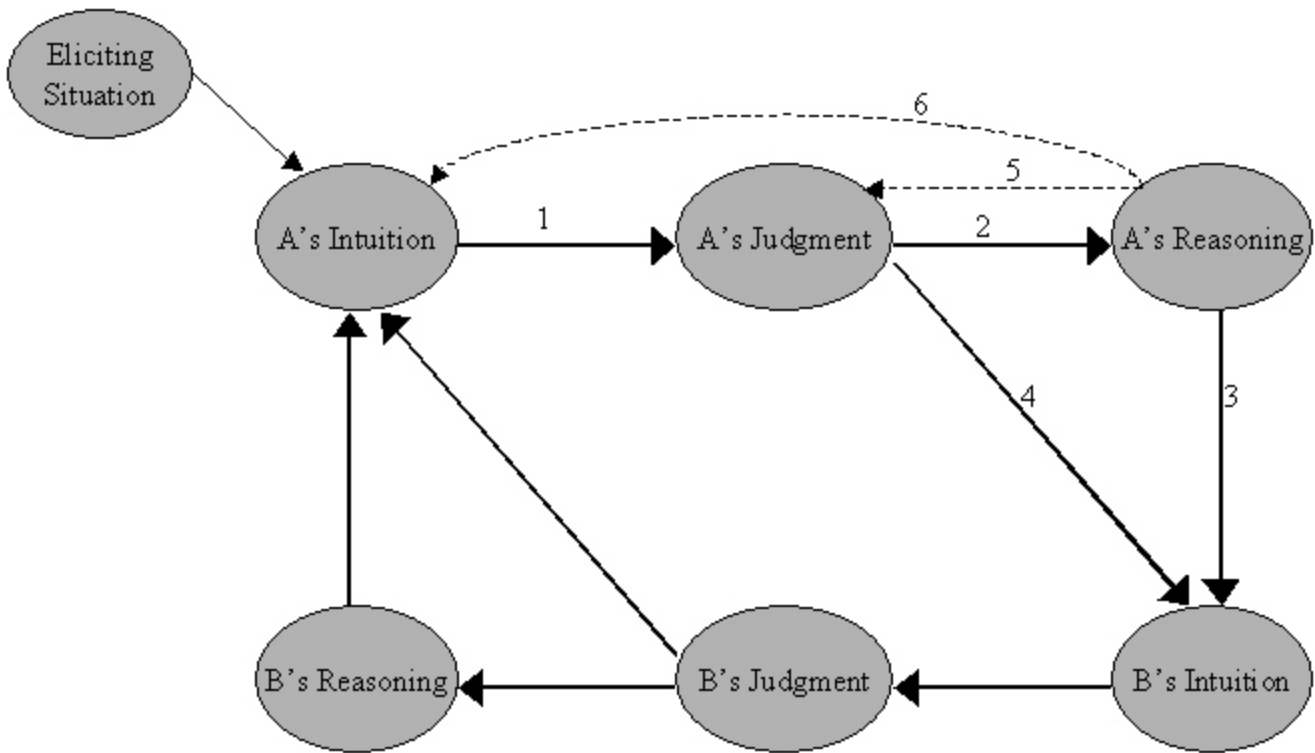 Eliciting
Situation
6
5
A's Intuition
1
A's Judgment
2
A's Reasoning
4
3
B's Reasoning
B's Judgment
B's Intuition